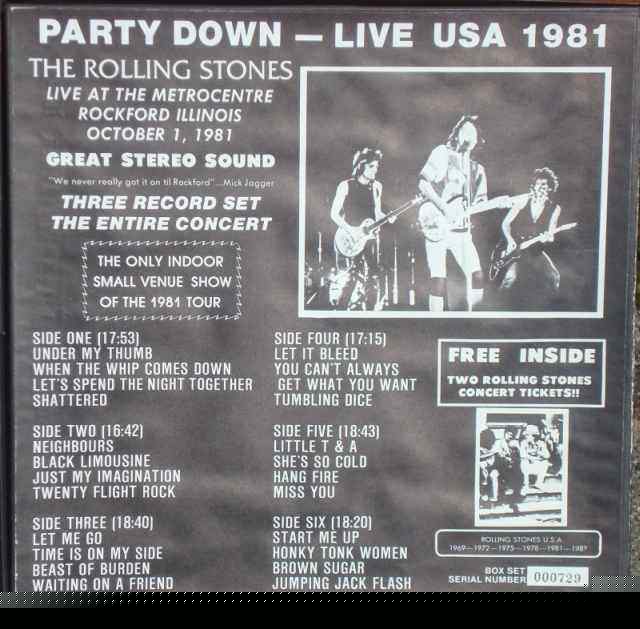 PARTY DOWN — LIVE USA 1981
THE ROLLING STONES
LIVE AT THE METROCENTRE
ROCKFORD ILLINOIS
OCTOBER 1, 1981
GREAT STEREO SOUND
"We never really got it on til Rockford"...Mick Jagger
THREE RECORD SET
THE ENTIRE CONCERT
THE ONLY INDOOR
SMALL VENUE SHOW
OF THE 1981 TOUR
SIDE ONE (17:53)
UNDER MY THUMB
WHEN THE WHIP COMES DOWN
LET'S SPEND THE NIGHT TOGETHER
SHATTERED
SIDE TWO (16:42)
NEIGHBOURS
BLACK LIMOUSINE
JUST MY IMAGINATION
TWENTY FLIGHT ROCK
SIDE THREE (18:40)
LET ME GO
TIME IS ON MY SIDE
BEAST OF BURDEN
WAITING ON A FRIEND
SIDE FOUR (17:15)
LET IT BLEED
YOU CAN'T ALWAYS
GET WHAT YOU WANT
TUMBLING DICE
SIDE FIVE (18:43)
LITTLE T & A
SHE'S SO COLD
HANG FIRE
MISS YOU
SIDE SIX (18:20)
START ME UP
HONKY TONK WOMEN
BROWN SUGAR
JUMPING JACK FLASH
FREE INSIDE
TWO ROLLING STONES
CONCERT TICKETS!!
ROLLING STONES U.S.A.
1969—1972—1975—1978—1981—198?
BOX SET
SERIAL NUMBER 000729